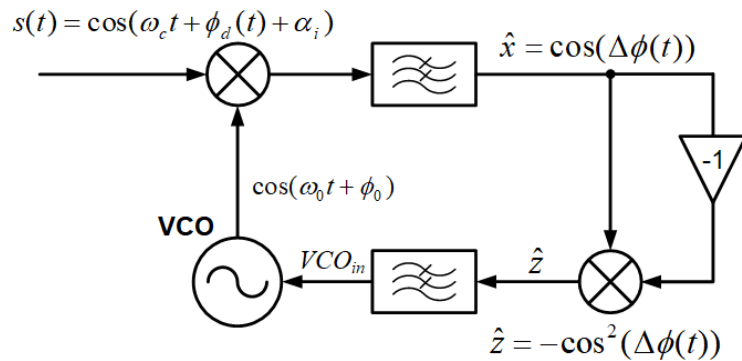 s(t) = cos(ω_c t + ϕ_d(t) + α_i)
x̂ = cos(Δϕ(t))
-1
cos(ω_0 t + ϕ_0)
VCO
VCO_in
ẑ
ẑ = −cos²(Δϕ(t))